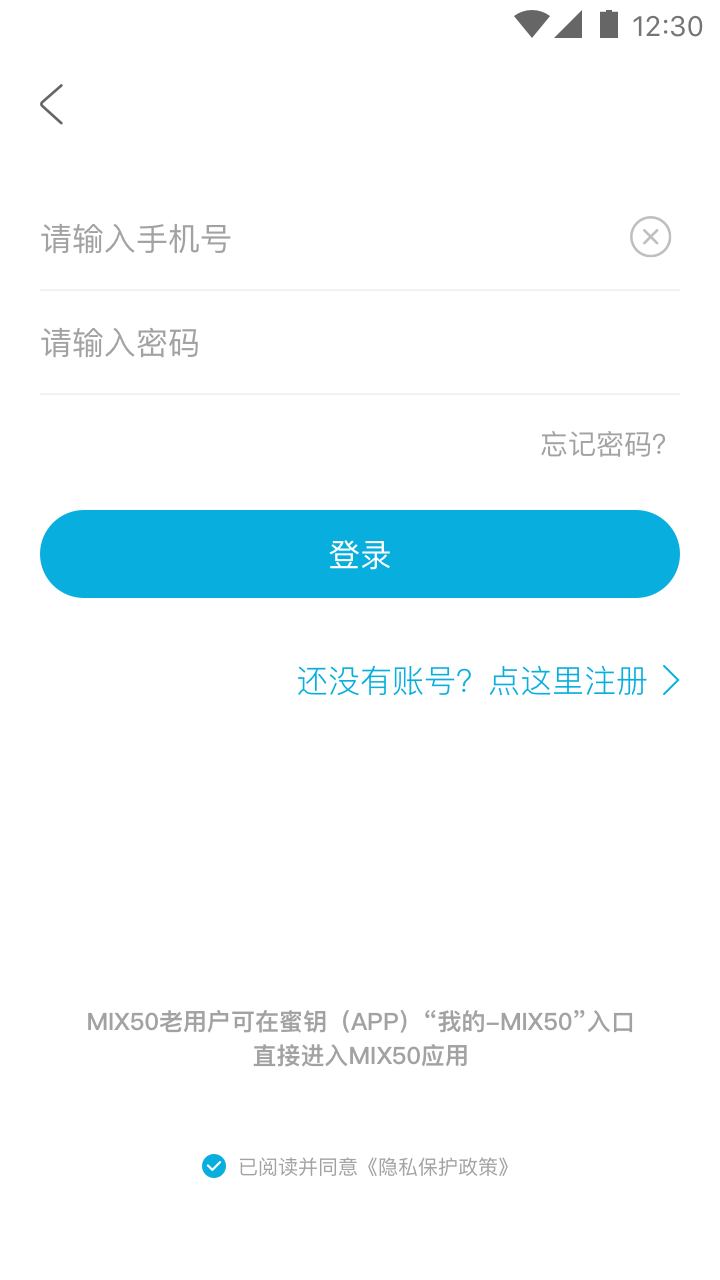 12:30
请输入手机号
请输入密码
忘记密码?
登录
还没有账号？点这里注册
MIX50老用户可在蜜钥（APP）“我的–MIX50”入口
直接进入MIX50应用
已阅读并同意《隐私保护政策》